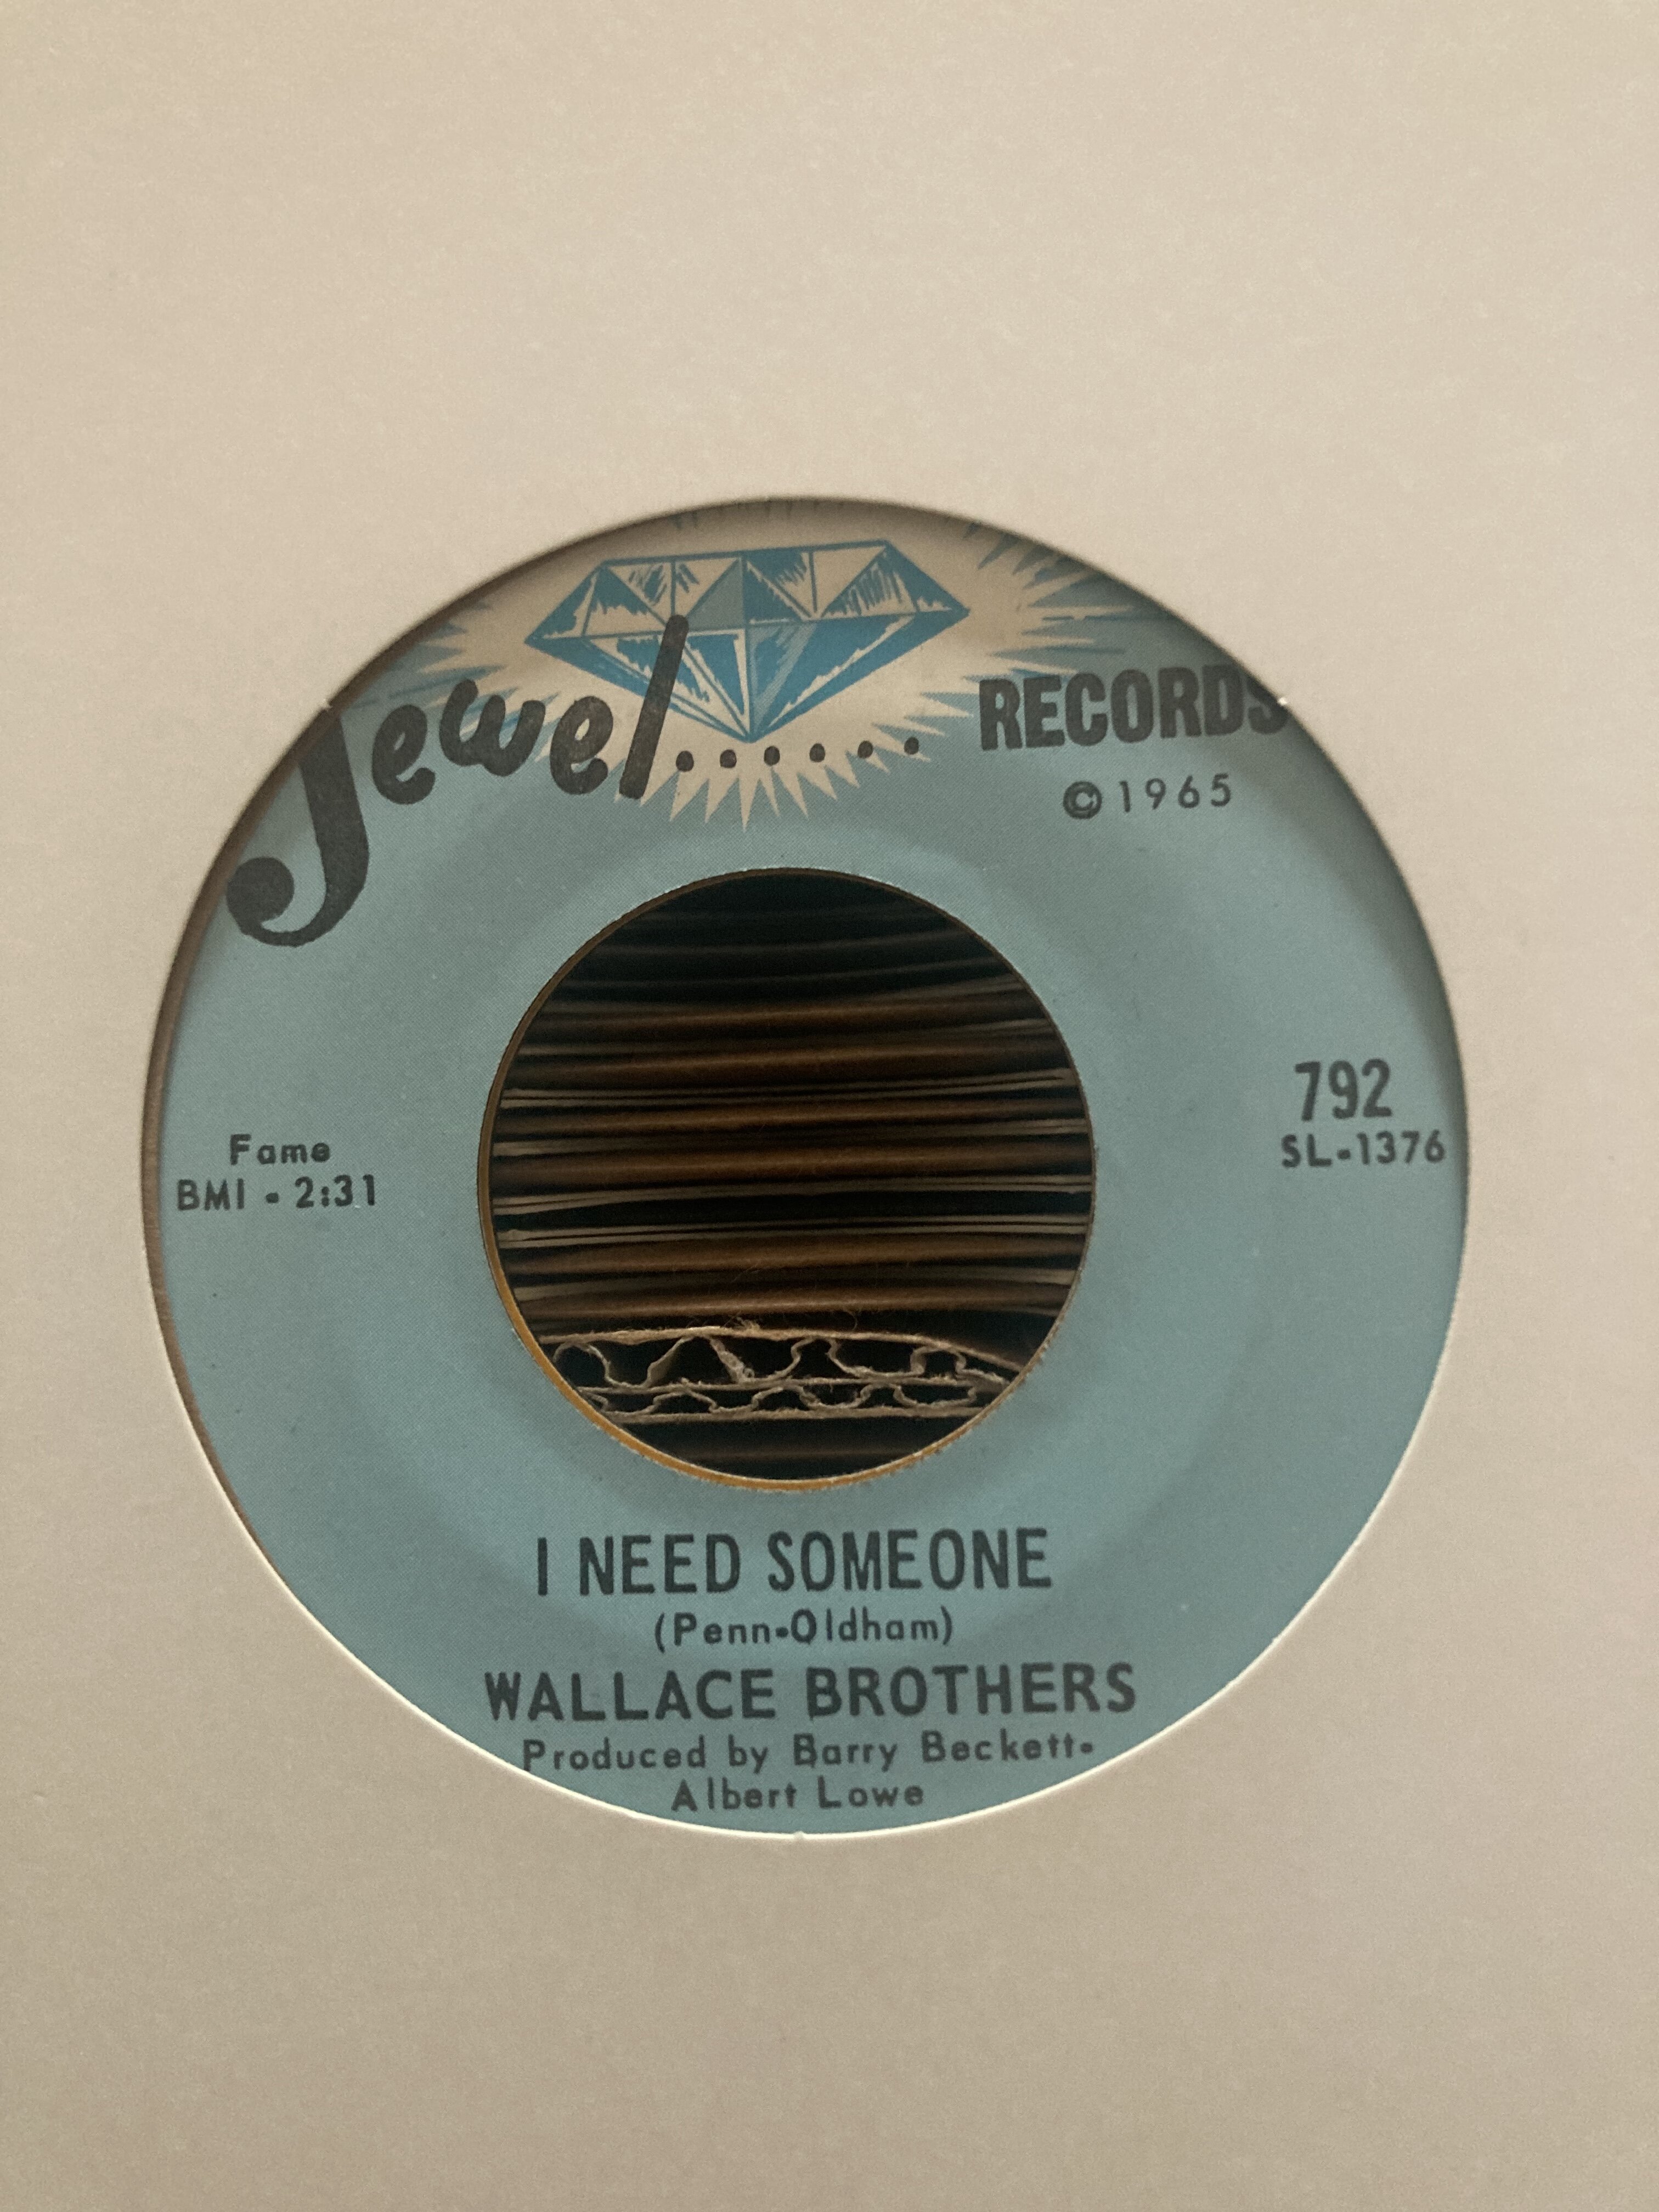 Jewel...... RECORDS
©1965
792
SL-1376
Fame
BMI - 2:31
I NEED SOMEONE
(Penn-Oldham)
WALLACE BROTHERS
Produced by Barry Beckett-
Albert Lowe